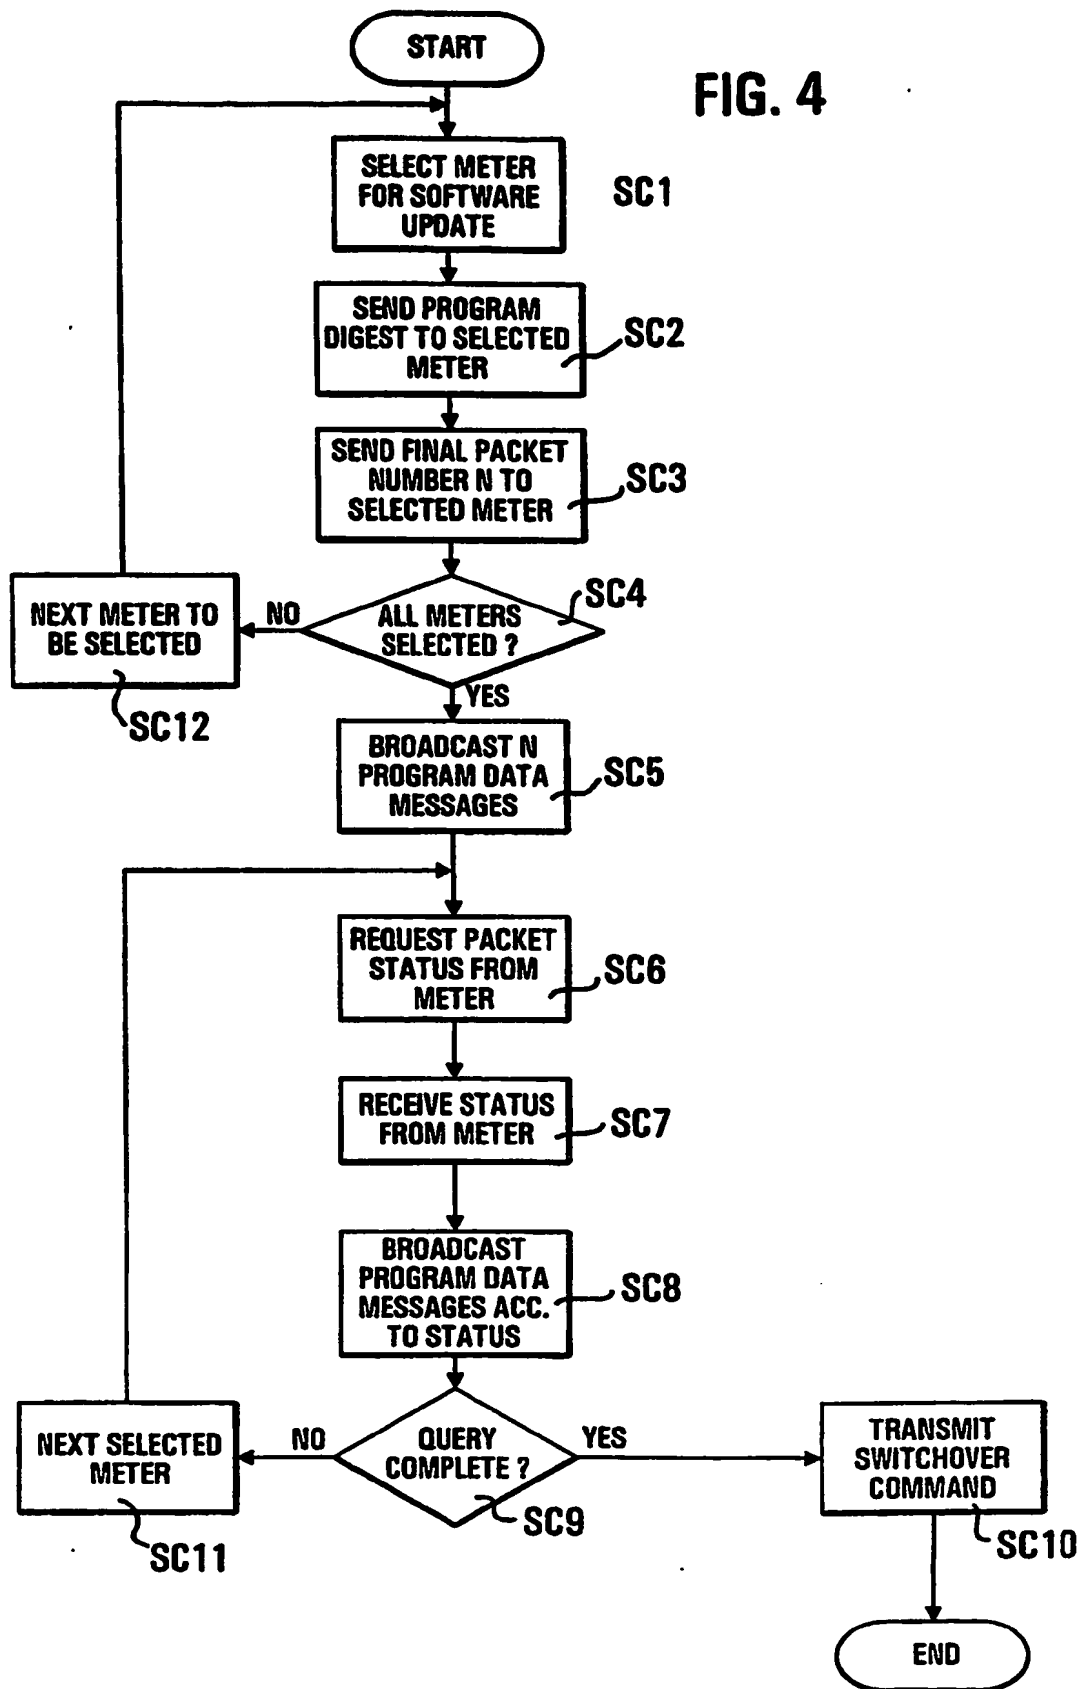 START
FIG. 4
SELECT METER
FOR SOFTWARE
UPDATE
SC1
SEND PROGRAM
DIGEST TO SELECTED
METER
SC2
SEND FINAL PACKET
NUMBER N TO
SELECTED METER
SC3
ALL METERS
SELECTED ?
SC4
NO
NEXT METER TO
BE SELECTED
SC12
YES
BROADCAST N
PROGRAM DATA
MESSAGES
SC5
REQUEST PACKET
STATUS FROM
METER
SC6
RECEIVE STATUS
FROM METER
SC7
BROADCAST
PROGRAM DATA
MESSAGES ACC.
TO STATUS
SC8
QUERY
COMPLETE ?
SC9
NO
NEXT SELECTED
METER
SC11
YES
TRANSMIT
SWITCHOVER
COMMAND
SC10
END